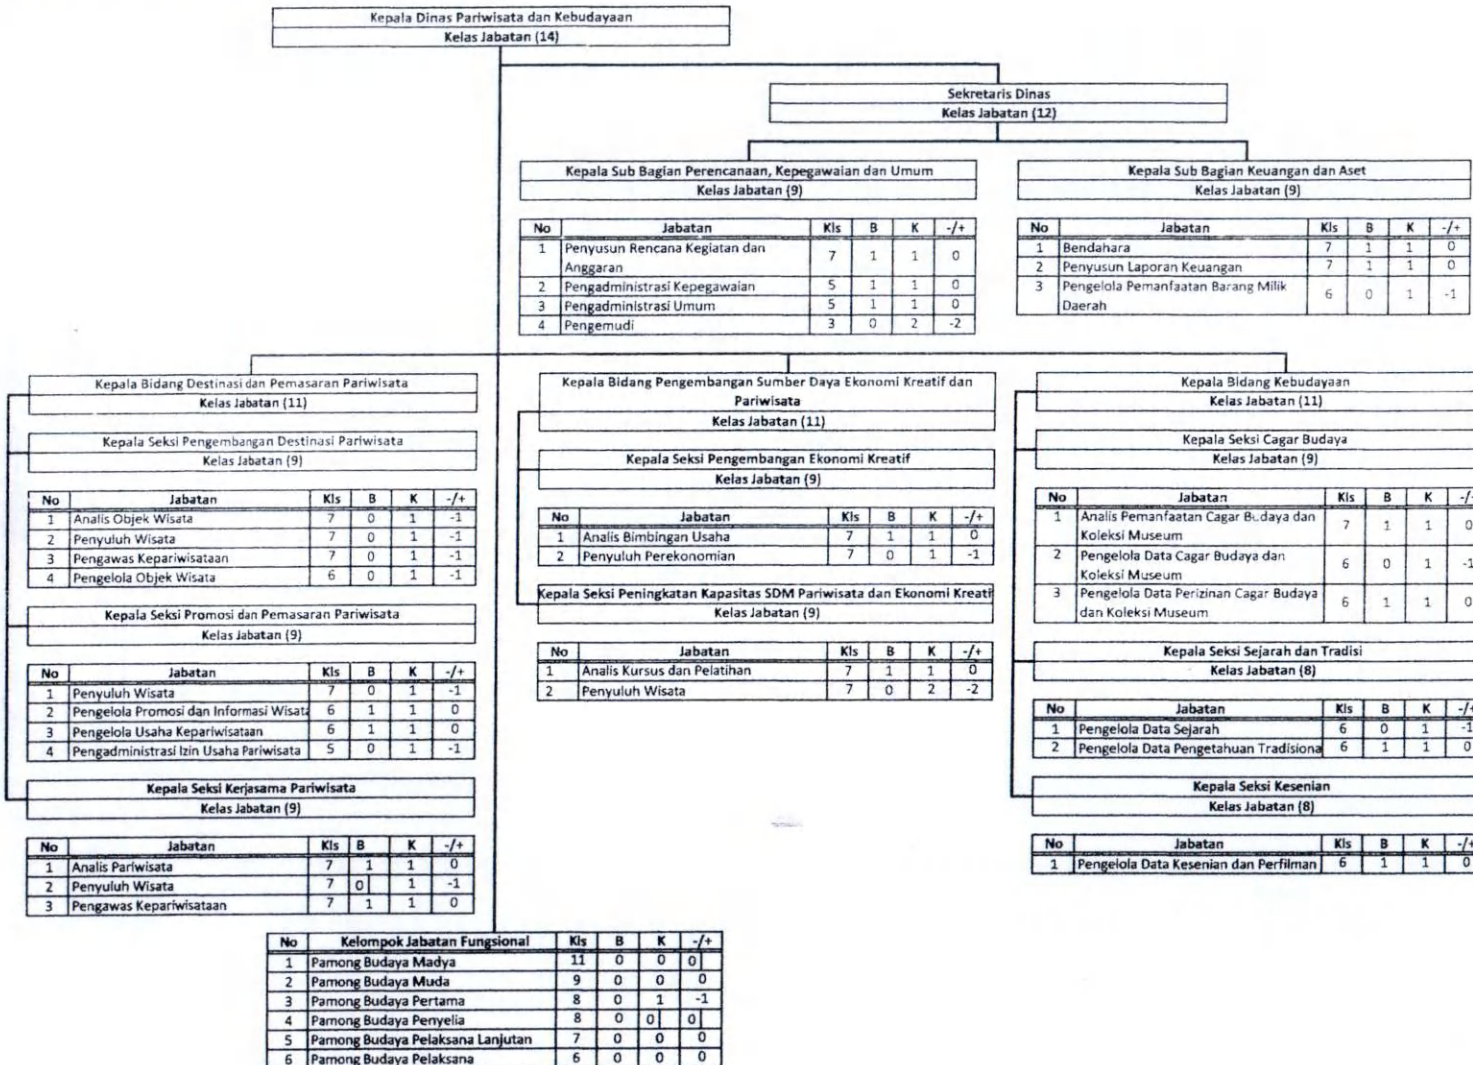 Kepala Dinas Pariwisata dan Kebudayaan
Kelas Jabatan (14)
Sekretaris Dinas
Kelas Jabatan (12)
Kepala Sub Bagian Perencanaan, Kepegawaian dan Umum
Kelas Jabatan (9)
No Jabatan Kls B K -/+
1 Penyusun Rencana Kegiatan dan
Anggaran 7 1 1 0
2 Pengadministrasi Kepegawaian 5 1 1 0
3 Pengadministrasi Umum 5 1 1 0
4 Pengemudi 3 0 2 -2
Kepala Sub Bagian Keuangan dan Aset
Kelas Jabatan (9)
No Jabatan Kls B K -/+
1 Bendahara 7 1 1 0
2 Penyusun Laporan Keuangan 7 1 1 0
3 Pengelola Pemanfaatan Barang Milik
Daerah 6 0 1 -1
Kepala Bidang Destinasi dan Pemasaran Pariwisata
Kelas Jabatan (11)
Kepala Seksi Pengembangan Destinasi Pariwisata
Kelas Jabatan (9)
No Jabatan Kls B K -/+
1 Analis Objek Wisata 7 0 1 -1
2 Penyuluh Wisata 7 0 1 -1
3 Pengawas Kepariwisataan 7 0 1 -1
4 Pengelola Objek Wisata 6 0 1 -1
Kepala Seksi Promosi dan Pemasaran Pariwisata
Kelas Jabatan (9)
No Jabatan Kls B K -/+
1 Penyuluh Wisata 7 0 1 -1
2 Pengelola Promosi dan Informasi Wisata 6 1 1 0
3 Pengelola Usaha Kepariwisataan 6 1 1 0
4 Pengadministrasi Izin Usaha Pariwisata 5 0 1 -1
Kepala Seksi Kerjasama Pariwisata
Kelas Jabatan (9)
No Jabatan Kls B K -/+
1 Analis Pariwisata 7 1 1 0
2 Penyuluh Wisata 7 0 1 -1
3 Pengawas Kepariwisataan 7 1 1 0
Kepala Bidang Pengembangan Sumber Daya Ekonomi Kreatif dan
Pariwisata
Kelas Jabatan (11)
Kepala Seksi Pengembangan Ekonomi Kreatif
Kelas Jabatan (9)
No Jabatan Kls B K -/+
1 Analis Bimbingan Usaha 7 1 1 0
2 Penyuluh Perekonomian 7 0 1 -1
Kepala Seksi Peningkatan Kapasitas SDM Pariwisata dan Ekonomi Kreatif
Kelas Jabatan (9)
No Jabatan Kls B K -/+
1 Analis Kursus dan Pelatihan 7 1 1 0
2 Penyuluh Wisata 7 0 2 -2
Kepala Bidang Kebudayaan
Kelas Jabatan (11)
Kepala Seksi Cagar Budaya
Kelas Jabatan (9)
No Jabatan Kls B K -/+
1 Analis Pemanfaatan Cagar Budaya dan
Koleksi Museum 7 1 1 0
2 Pengelola Data Cagar Budaya dan
Koleksi Museum 6 0 1 -1
3 Pengelola Data Perizinan Cagar Budaya
dan Koleksi Museum 6 1 1 0
Kepala Seksi Sejarah dan Tradisi
Kelas Jabatan (8)
No Jabatan Kls B K -/+
1 Pengelola Data Sejarah 6 0 1 -1
2 Pengelola Data Pengetahuan Tradisiona 6 1 1 0
Kepala Seksi Kesenian
Kelas Jabatan (8)
No Jabatan Kls B K -/+
1 Pengelola Data Kesenian dan Perfilman 6 1 1 0
No Kelompok Jabatan Fungsional Kls B K -/+
1 Pamong Budaya Madya 11 0 0 0
2 Pamong Budaya Muda 9 0 0 0
3 Pamong Budaya Pertama 8 0 1 -1
4 Pamong Budaya Penyelia 8 0 0 0
5 Pamong Budaya Pelaksana Lanjutan 7 0 0 0
6 Pamong Budaya Pelaksana 6 0 0 0